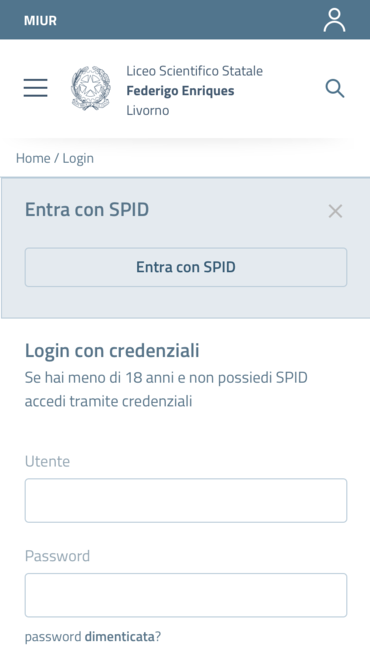 MIUR
Liceo Scientifico Statale
Federigo Enriques
Livorno
Home / Login
Entra con SPID
Entra con SPID
Login con credenziali
Se hai meno di 18 anni e non possiedi SPID
accedi tramite credenziali
Utente
Password
password dimenticata?